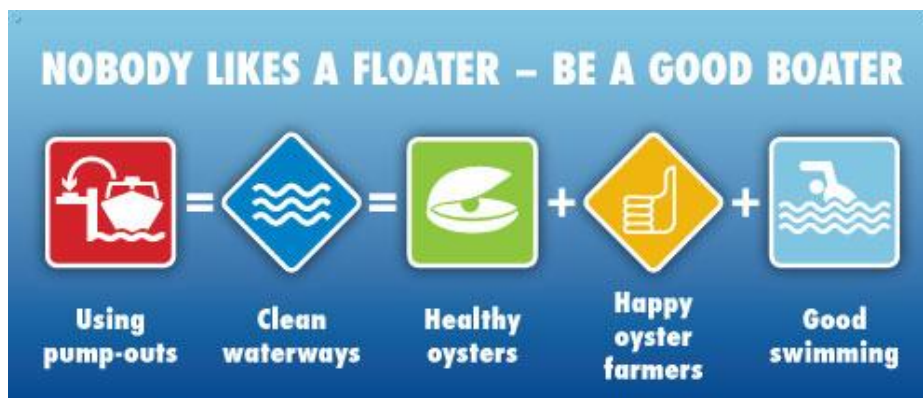 NOBODY LIKES A FLOATER – BE A GOOD BOATER
= = + +
Using
pump-outs
Clean
waterways
Healthy
oysters
Happy
oyster
farmers
Good
swimming